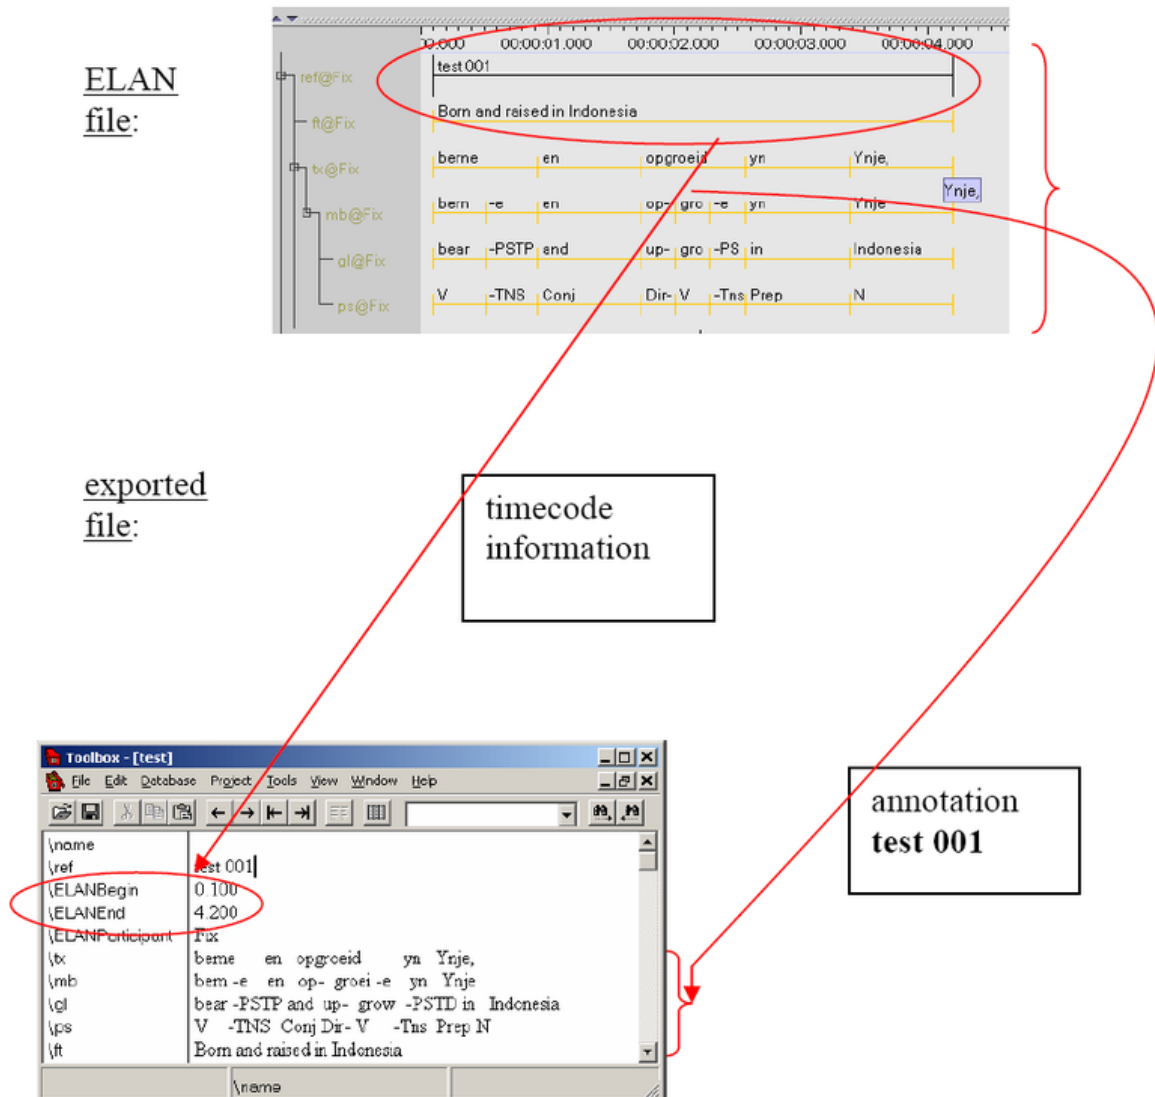 00.000 00:00:01.000 00:00:02.000 00:00:03.000 00:00:04.000
ELAN
file:
ref@Fix test 001
ft@Fix Born and raised in Indonesia
tx@Fix berne en opgroeid yn Ynje,
Ynje,
mb@Fix bern -e en op- gro -e yn Ynje
gl@Fix bear -PSTP and up- gro -PS in Indonesia
ps@Fix V -TNS Conj Dir- V -Tns Prep N
exported
file:
timecode
information
Toolbox - [test]
File Edit Database Project Tools View Window Help
\name
\ref test 001
\ELANBegin 0.100
\ELANEnd 4.200
\ELANParticipant Fix
\tx berne en opgroeid yn Ynje,
\mb bern -e en op- groei -e yn Ynje
\gl bear -PSTP and up- grow -PSTD in Indonesia
\ps V -TNS Conj Dir- V -Tns Prep N
\ft Born and raised in Indonesia
\name
annotation
test 001